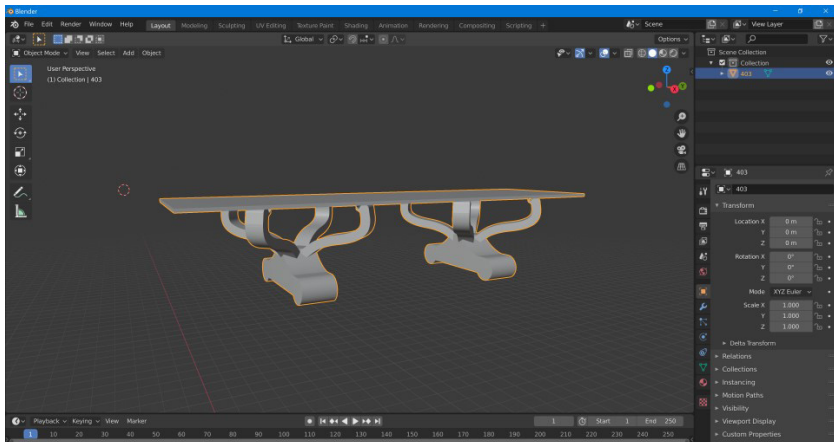 Blender
File Edit Render Window Help Layout Modeling Sculpting UV Editing Texture Paint Shading Animation Rendering Compositing Scripting + Scene View Layer
Global Options
Object Mode View Select Add Object
User Perspective
(1) Collection | 403
Z
Scene Collection
Collection
403
403
403
Transform
Location X 0 m
Y 0 m
Z 0 m
Rotation X 0°
Y 0°
Z 0°
Mode XYZ Euler
Scale X 1.000
Y 1.000
Z 1.000
Delta Transform
Relations
Collections
Instancing
Motion Paths
Visibility
Viewport Display
Custom Properties
Playback Keying View Marker 1 Start 1 End 250
1 10 20 30 40 50 60 70 80 90 100 110 120 130 140 150 160 170 180 190 200 210 220 230 240 250